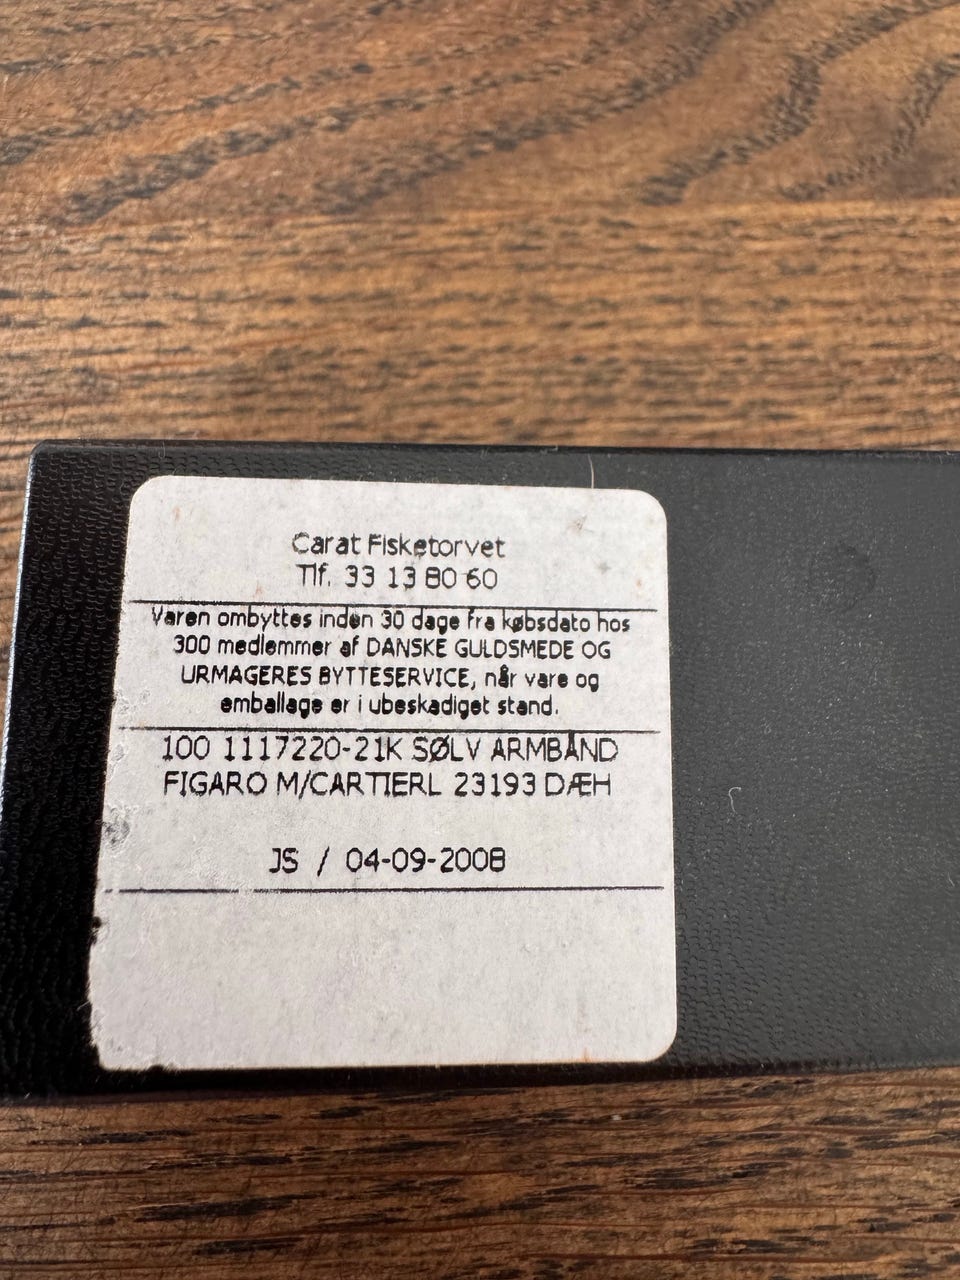 Carat Fisketorvet
Tlf. 33 13 80 60
Varen ombyttes inden 30 dage fra købsdato hos
300 medlemmer af DANSKE GULDSMEDE OG
URMAGERES BYTTESERVICE, når vare og
emballage er i ubeskadiget stand.
100 1117220-21K SØLV ARMBÅND
FIGARO M/CARTIERL 23193 DÆH
JS / 04-09-2008